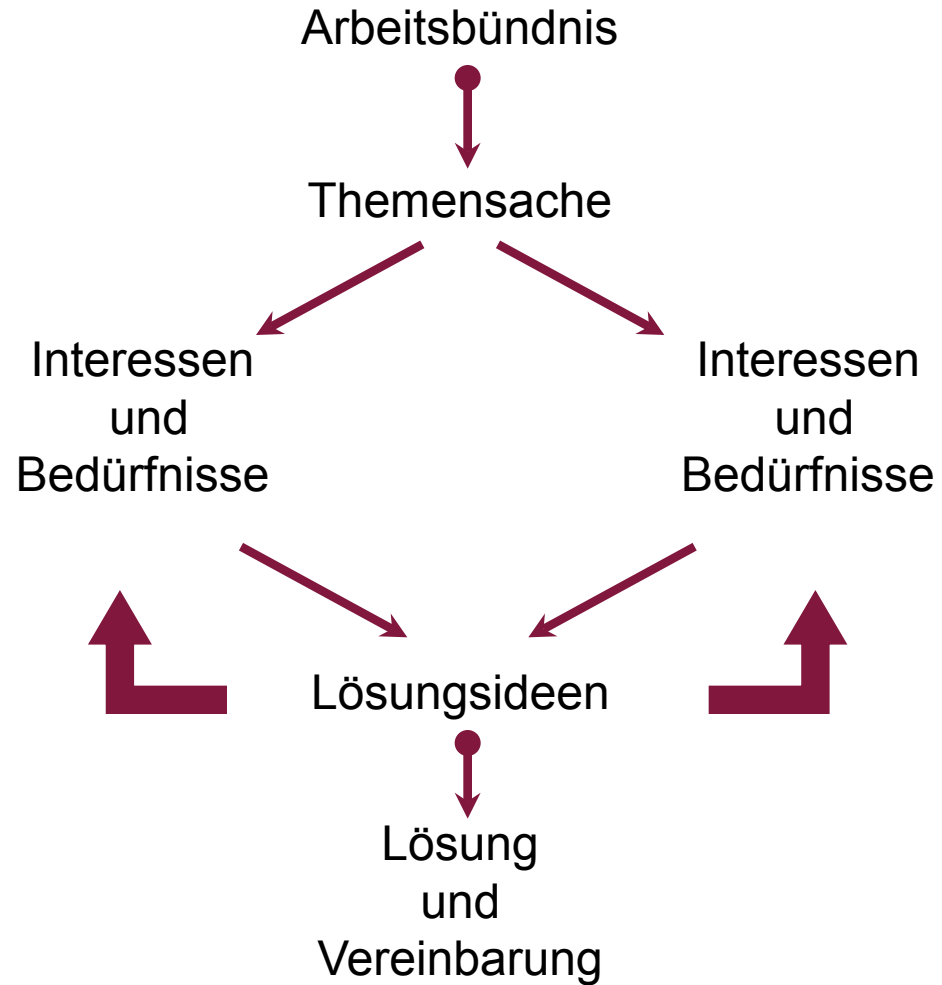 Arbeitsbündnis
Themensache
Interessen
und
Bedürfnisse
Interessen
und
Bedürfnisse
Lösungsideen
Lösung
und
Vereinbarung